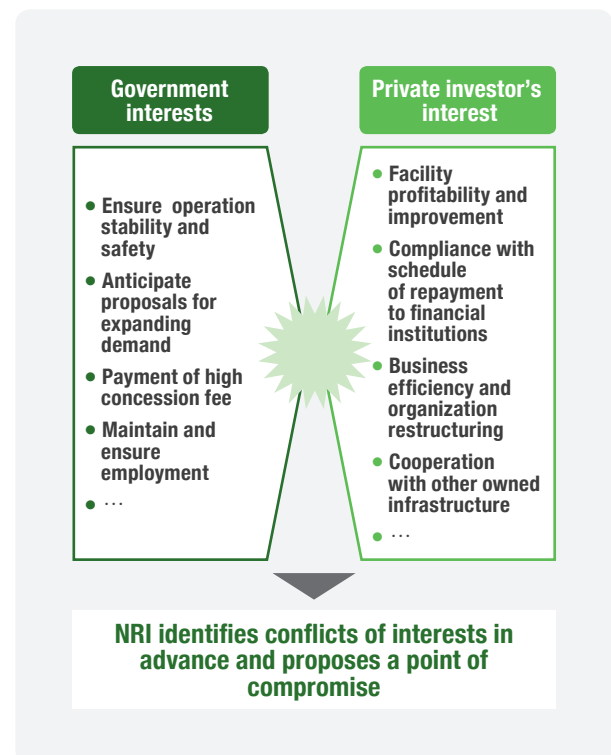 Government
interests
• Ensure operation
stability and
safety
• Anticipate
proposals for
expanding
demand
• Payment of high
concession fee
• Maintain and
ensure
employment
• …
Private investor's
interest
• Facility
profitability and
improvement
• Compliance with
schedule
of repayment
to financial
institutions
• Business
efficiency and
organization
restructuring
• Cooperation
with other owned
infrastructure
• …
NRI identifies conflicts of interests in
advance and proposes a point of
compromise